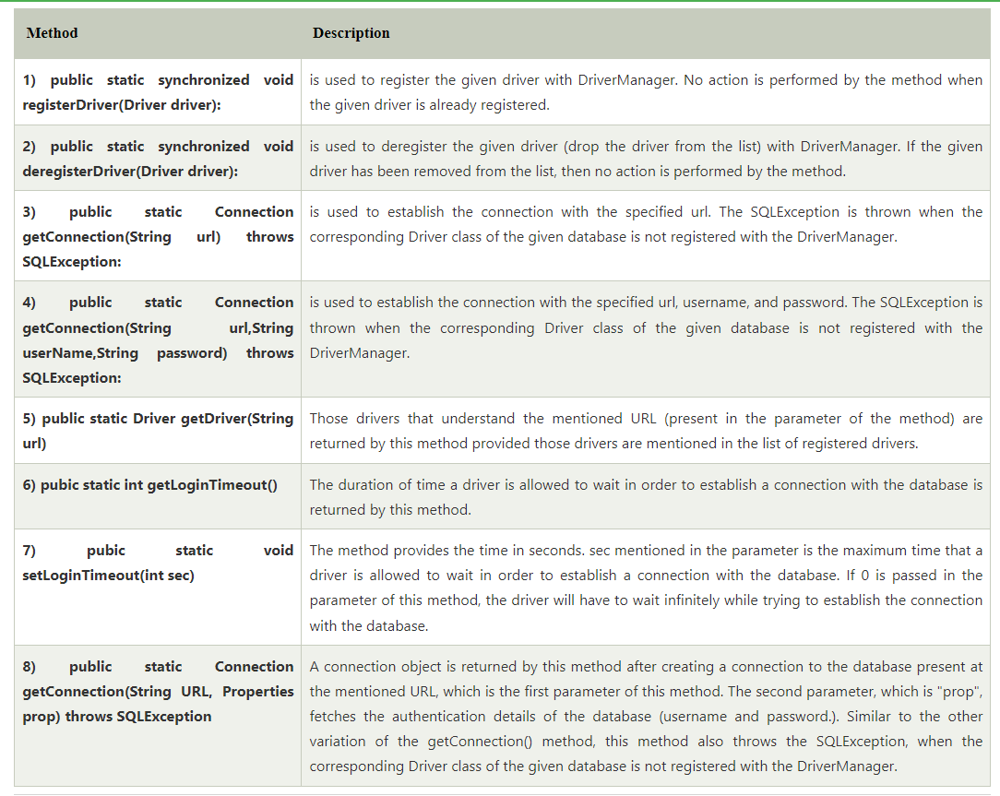 Method Description
1) public static synchronized void
registerDriver(Driver driver):
is used to register the given driver with DriverManager. No action is performed by the method when
the given driver is already registered.
2) public static synchronized void
deregisterDriver(Driver driver):
is used to deregister the given driver (drop the driver from the list) with DriverManager. If the given
driver has been removed from the list, then no action is performed by the method.
3) public static Connection
getConnection(String url) throws
SQLException:
is used to establish the connection with the specified url. The SQLException is thrown when the
corresponding Driver class of the given database is not registered with the DriverManager.
4) public static Connection
getConnection(String url,String
userName,String password) throws
SQLException:
is used to establish the connection with the specified url, username, and password. The SQLException is
thrown when the corresponding Driver class of the given database is not registered with the
DriverManager.
5) public static Driver getDriver(String
url)
Those drivers that understand the mentioned URL (present in the parameter of the method) are
returned by this method provided those drivers are mentioned in the list of registered drivers.
6) pubic static int getLoginTimeout()
The duration of time a driver is allowed to wait in order to establish a connection with the database is
returned by this method.
7) pubic static void
setLoginTimeout(int sec)
The method provides the time in seconds. sec mentioned in the parameter is the maximum time that a
driver is allowed to wait in order to establish a connection with the database. If 0 is passed in the
parameter of this method, the driver will have to wait infinitely while trying to establish the connection
with the database.
8) public static Connection
getConnection(String URL, Properties
prop) throws SQLException
A connection object is returned by this method after creating a connection to the database present at
the mentioned URL, which is the first parameter of this method. The second parameter, which is "prop",
fetches the authentication details of the database (username and password.). Similar to the other
variation of the getConnection() method, this method also throws the SQLException, when the
corresponding Driver class of the given database is not registered with the DriverManager.